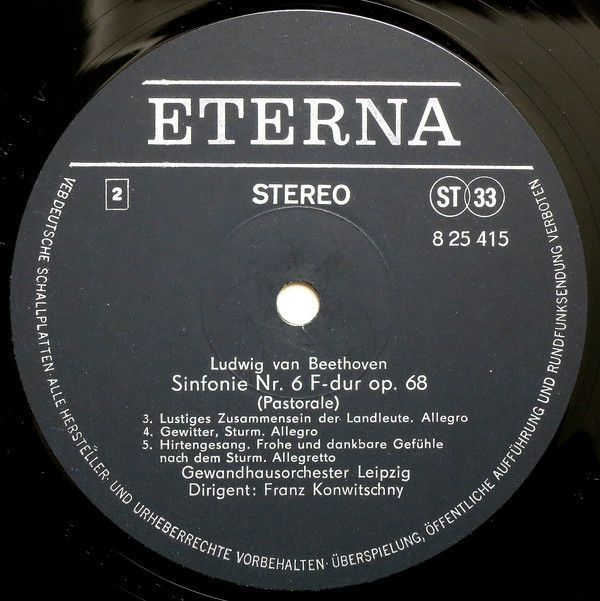 ETERNA
2
STEREO
ST 33
8 25 415
Ludwig van Beethoven
Sinfonie Nr. 6 F-dur op. 68
(Pastorale)
3. Lustiges Zusammensein der Landleute. Allegro
4. Gewitter, Sturm. Allegro
5. Hirtengesang. Frohe und dankbare Gefühle
nach dem Sturm. Allegretto
Gewandhausorchester Leipzig
Dirigent: Franz Konwitschny
VEB DEUTSCHE SCHALLPLATTEN ALLE HERSTELLER- UND URHEBERRECHTE VORBEHALTEN · ÜBERSPIELUNG, ÖFFENTLICHE AUFFÜHRUNG UND RUNDFUNKSENDUNG VERBOTEN